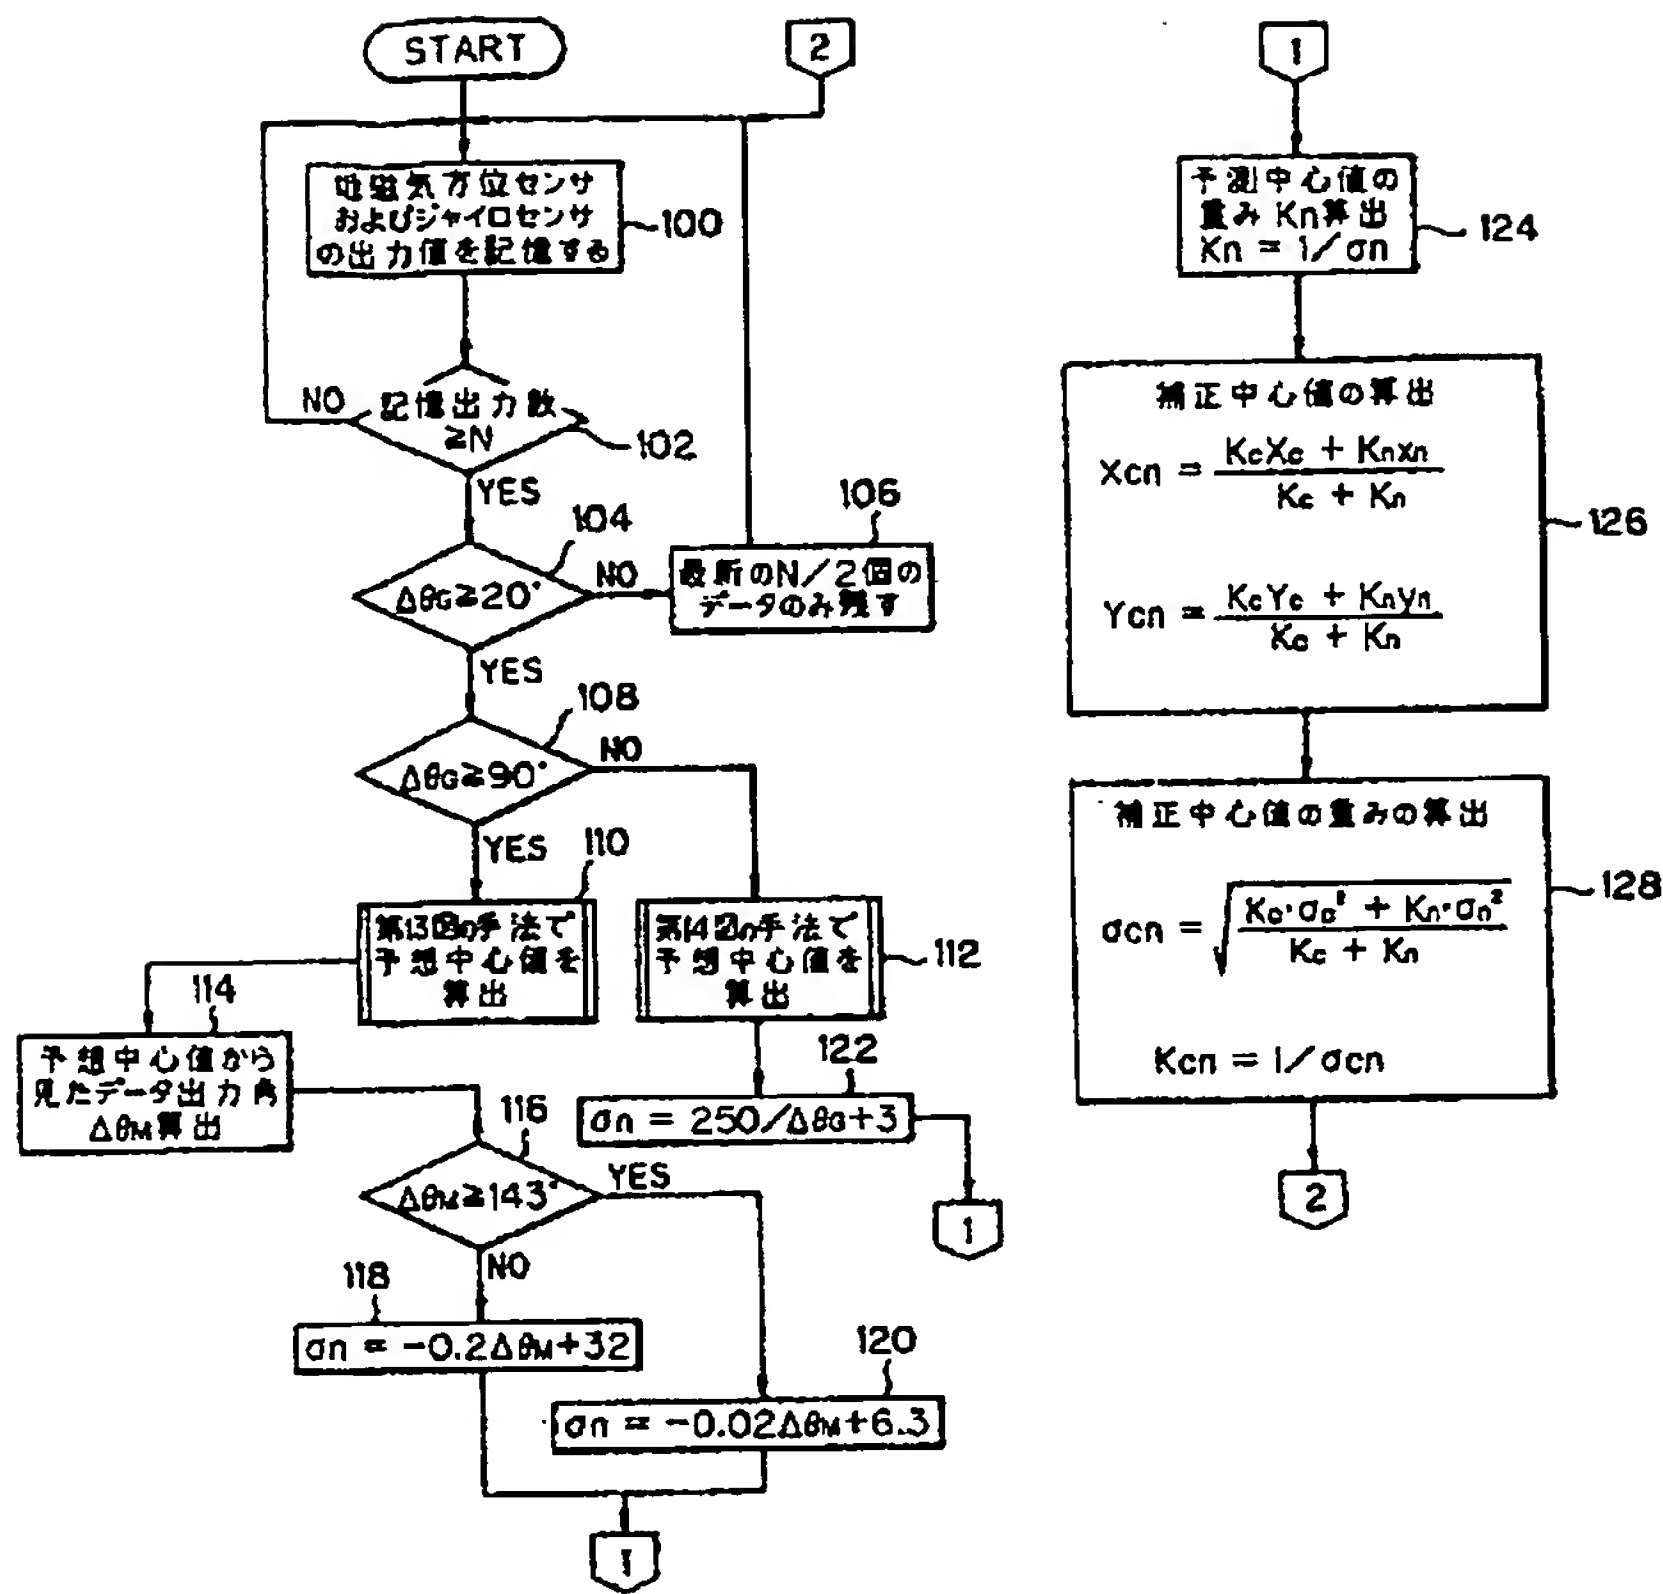 START
2
地磁気方位センサ
およびジャイロセンサ
の出力値を記憶する
100
記憶出力数
≧N
102
NO
YES
104
ΔθG≧20°
NO
106
最新のN/2個の
データのみ残す
YES
108
ΔθG≧90°
NO
YES
110
第13図の手法で
予想中心値を
算出
第14図の手法で
予想中心値を
算出
112
114
予想中心値から
見たデータ出力角
ΔθM算出
116
ΔθM≧143°
YES
NO
122
σn = 250/ΔθG+3
1
118
σn = -0.2ΔθM+32
120
σn = -0.02ΔθM+6.3
1
1
予測中心値の
重み Kn算出
Kn = 1/σn
124
補正中心値の算出
Xcn = KcXc + Knxn / Kc + Kn
Ycn = KcYc + Knyn / Kc + Kn
126
補正中心値の重みの算出
σcn = √ Kc·σc² + Kn·σn² / Kc + Kn
Kcn = 1/σcn
128
2